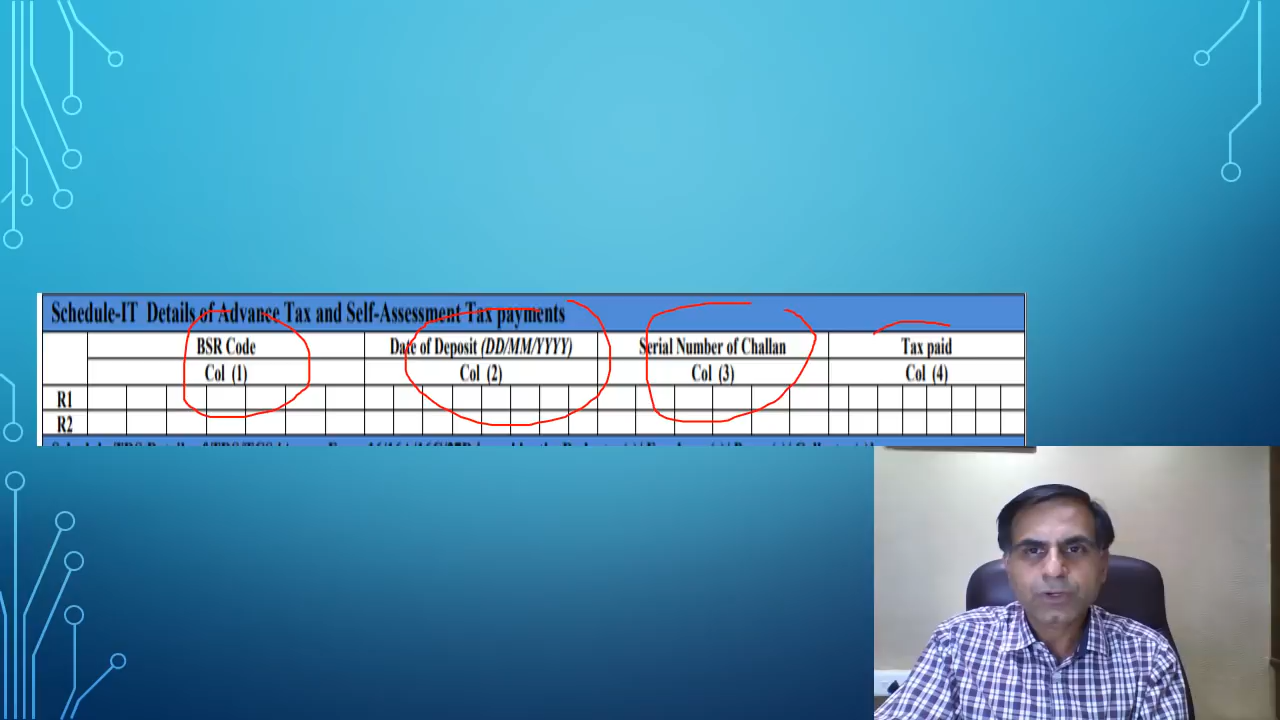 Schedule-IT Details of Advance Tax and Self-Assessment Tax payments
BSR Code Date of Deposit (DD/MM/YYYY) Serial Number of Challan Tax paid
Col (1) Col (2) Col (3) Col (4)
R1
R2